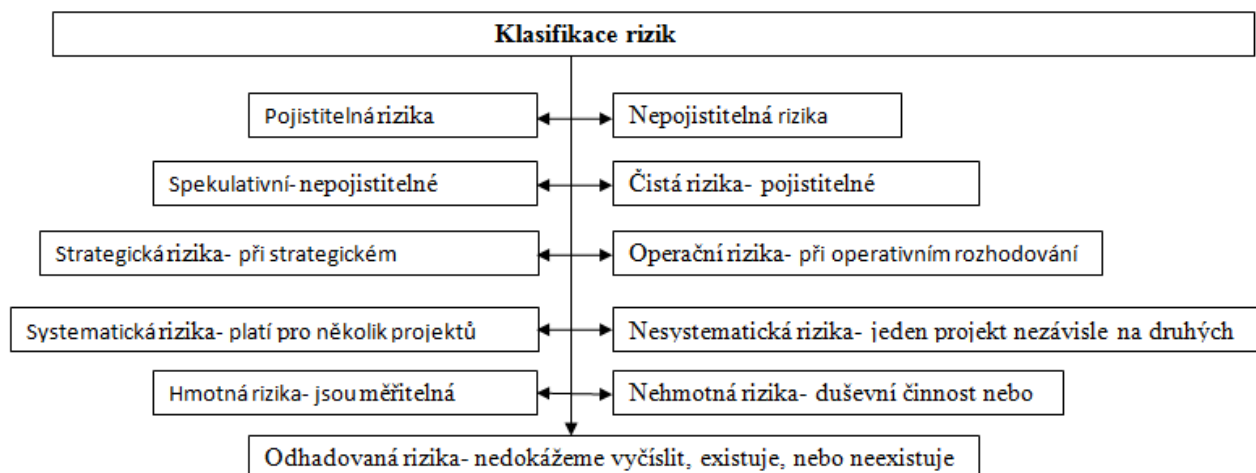 Klasifikace rizik
Pojistitelná rizika
Nepojistitelná rizika
Spekulativní- nepojistitelné
Čistá rizika- pojistitelné
Strategická rizika- při strategickém
Operační rizika- při operativním rozhodování
Systematická rizika- platí pro několik projektů
Nesystematická rizika- jeden projekt nezávisle na druhých
Hmotná rizika- jsou měřitelná
Nehmotná rizika- duševní činnost nebo
Odhadovaná rizika- nedokážeme vyčíslit, existuje, nebo neexistuje